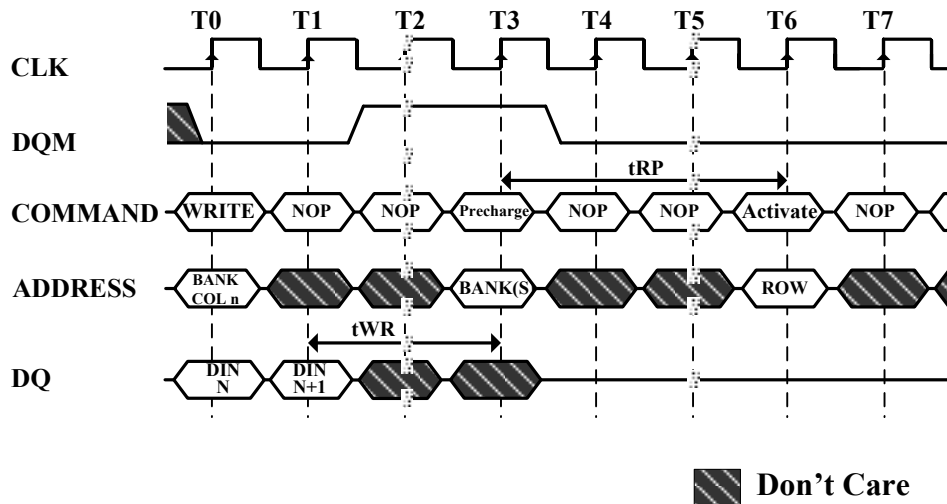 T0 T1 T2 T3 T4 T5 T6 T7
CLK
DQM
tRP
COMMAND WRITE NOP NOP Precharge NOP NOP Activate NOP
ADDRESS BANK COL n BANK(S ROW
tWR
DQ DIN N DIN N+1
Don't Care